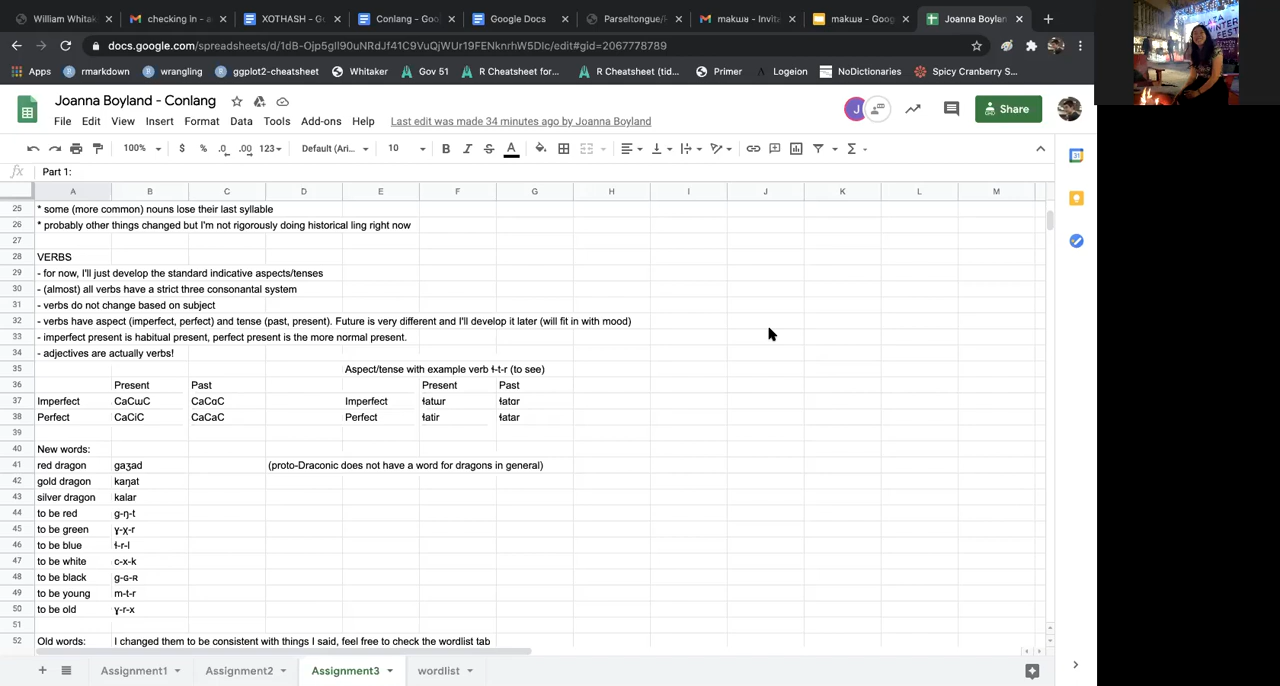 William Whitak
checking in - a
XOTHASH - G
Conlang - Goo
Google Docs
Parseltongue/
makɯɐ - Invita
makɯɐ - Goog
Joanna Boylan
docs.google.com/spreadsheets/d/1dB-Ojp5gIl90uNRdJf41C9VuQjWUr19FENknrhW5DIc/edit#gid=2067778789
Apps
rmarkdown
wrangling
ggplot2-cheatsheet
Whitaker
Gov 51
R Cheatsheet for...
R Cheatsheet (tid...
Primer
Logeion
NoDictionaries
Spicy Cranberry S...
Joanna Boyland - Conlang
File Edit View Insert Format Data Tools Add-ons Help Last edit was made 34 minutes ago by Joanna Boyland
J
Share
100% $ % .0 .00 123 Default (Ari... 10 B I S A
fx Part 1:
A B C D E F G H I J K L M
25 * some (more common) nouns lose their last syllable
26 * probably other things changed but I'm not rigorously doing historical ling right now
27
28 VERBS
29 - for now, I'll just develop the standard indicative aspects/tenses
30 - (almost) all verbs have a strict three consonantal system
31 - verbs do not change based on subject
32 - verbs have aspect (imperfect, perfect) and tense (past, present). Future is very different and I'll develop it later (will fit in with mood)
33 - imperfect present is habitual present, perfect present is the more normal present.
34 - adjectives are actually verbs!
35 Aspect/tense with example verb ɬ-t-r (to see)
36 Present Past Present Past
37 Imperfect CaCɯC CaCɑC Imperfect ɬatɯr ɬatɑr
38 Perfect CaCiC CaCaC Perfect ɬatir ɬatar
39
40 New words:
41 red dragon gaʒad (proto-Draconic does not have a word for dragons in general)
42 gold dragon kaŋat
43 silver dragon kalar
44 to be red g-ŋ-t
45 to be green ɣ-χ-r
46 to be blue ɬ-r-l
47 to be white c-x-k
48 to be black g-ɢ-ʀ
49 to be young m-t-r
50 to be old ɣ-r-x
51
52 Old words: I changed them to be consistent with things I said, feel free to check the wordlist tab
Assignment1 Assignment2 Assignment3 wordlist
PLAZA
WINTER
FEST